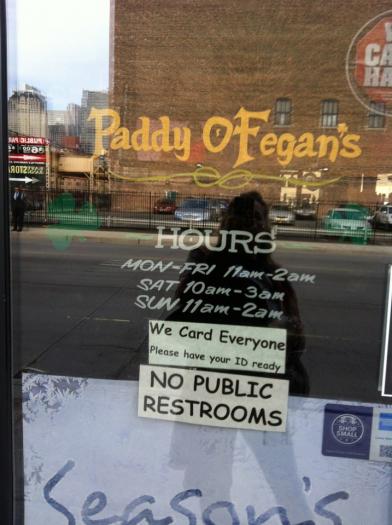 Paddy O'Fegan's
HOURS
MON-FRI 11am-2am
SAT 10am-3am
SUN 11am-2am
We Card Everyone
Please have your ID ready
NO PUBLIC
RESTROOMS
SHOP
SMALL
Season's